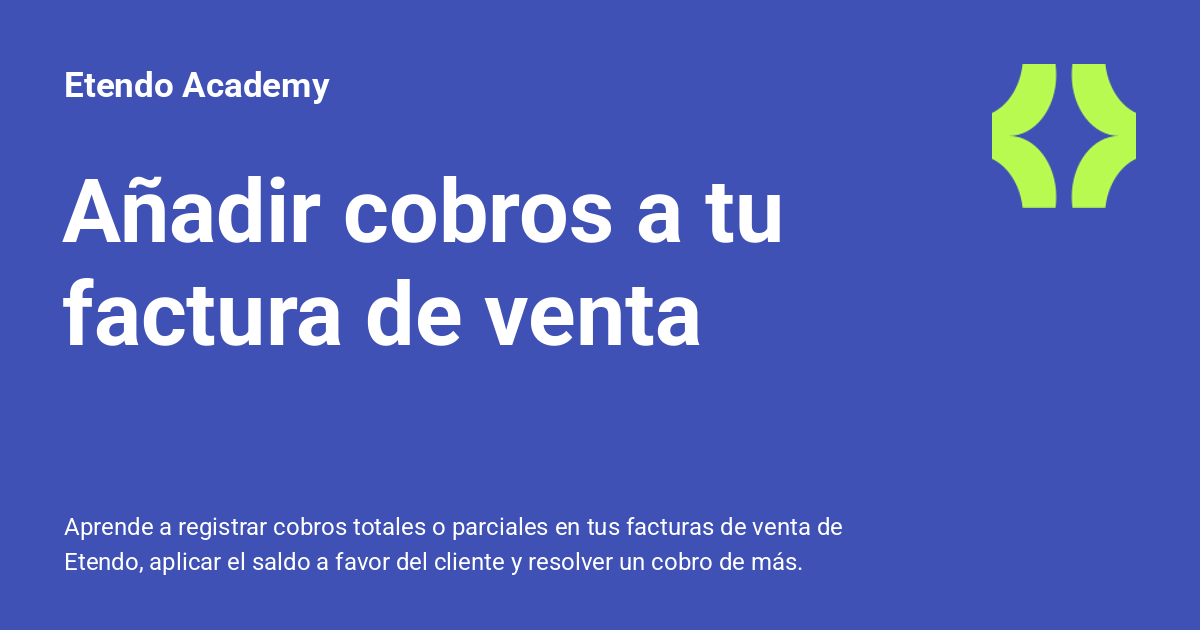 Etendo Academy
Añadir cobros a tu
factura de venta
Aprende a registrar cobros totales o parciales en tus facturas de venta de
Etendo, aplicar el saldo a favor del cliente y resolver un cobro de más.